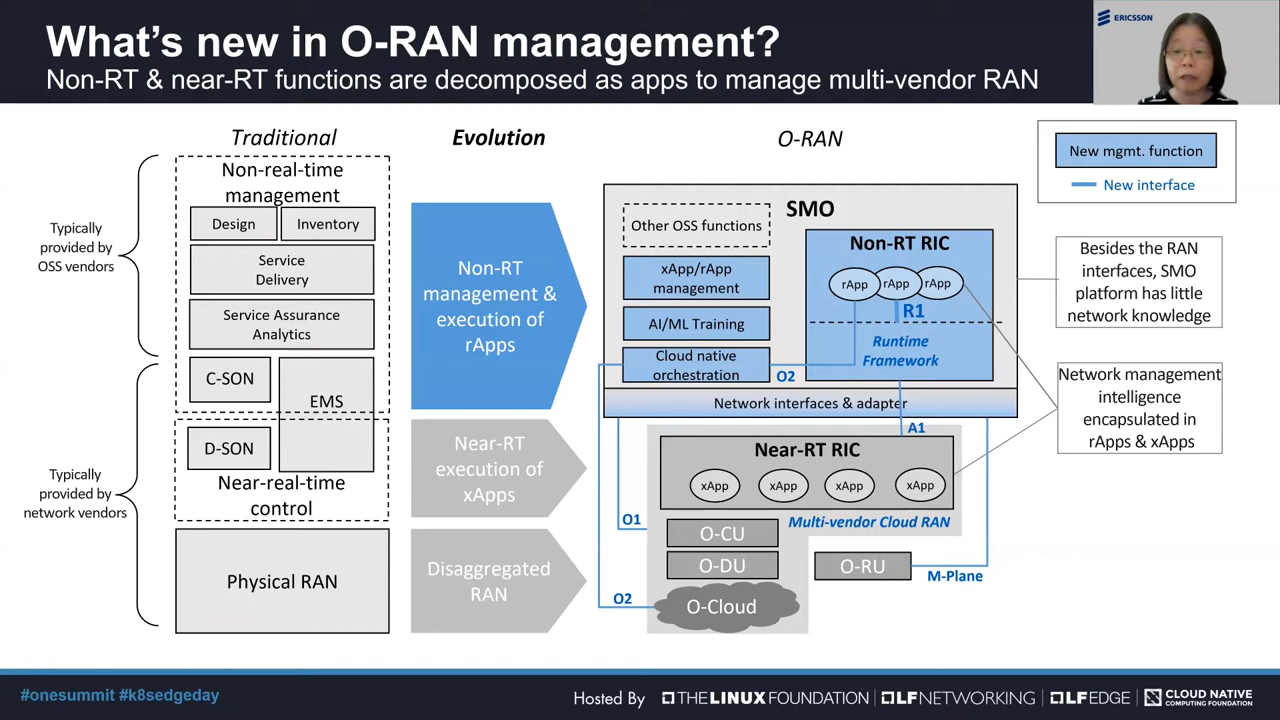 What's new in O-RAN management?
Non-RT & near-RT functions are decomposed as apps to manage multi-vendor RAN
ERICSSON
Traditional
Evolution
O-RAN
New mgmt. function
New interface
Typically
provided by
OSS vendors
Typically
provided by
network vendors
Non-real-time
management
Design
Inventory
Service
Delivery
Service Assurance
Analytics
C-SON
EMS
D-SON
Near-real-time
control
Physical RAN
Non-RT
management &
execution of
rApps
Near-RT
execution of
xApps
Disaggregated
RAN
SMO
Other OSS functions
xApp/rApp
management
AI/ML Training
Cloud native
orchestration
O2
Non-RT RIC
rApp
rApp
rApp
R1
Runtime
Framework
Network interfaces & adapter
A1
Near-RT RIC
xApp
xApp
xApp
xApp
Multi-vendor Cloud RAN
O1
O-CU
O-DU
O-RU
M-Plane
O2
O-Cloud
Besides the RAN
interfaces, SMO
platform has little
network knowledge
Network management
intelligence
encapsulated in
rApps & xApps
#onesummit #k8sedgeday
Hosted By
THE LINUX FOUNDATION
LF NETWORKING
LF EDGE
CLOUD NATIVE
COMPUTING FOUNDATION